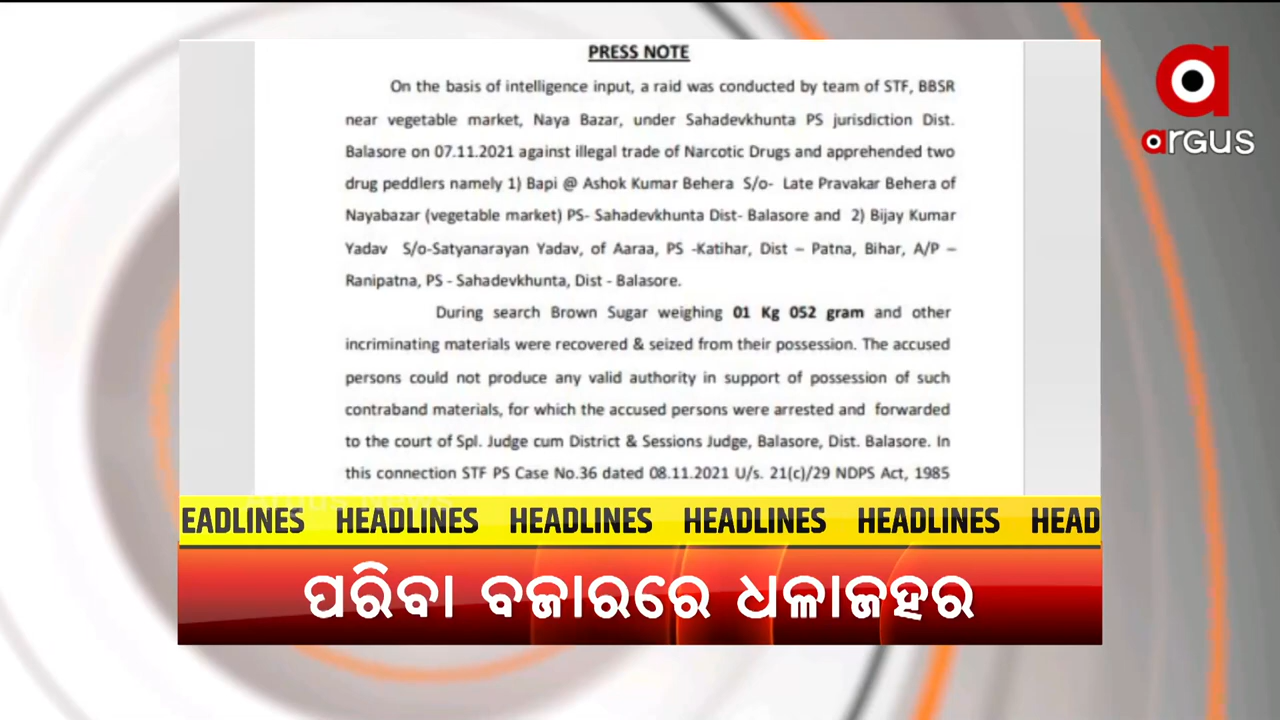 PRESS NOTE
On the basis of intelligence input, a raid was conducted by team of STF, BBSR
near vegetable market, Naya Bazar, under Sahadevkhunta PS jurisdiction Dist.
Balasore on 07.11.2021 against illegal trade of Narcotic Drugs and apprehended two
drug peddlers namely 1) Bapi @ Ashok Kumar Behera S/o- Late Pravakar Behera of
Nayabazar (vegetable market) PS- Sahadevkhunta Dist- Balasore and 2) Bijay Kumar
Yadav S/o-Satyanarayan Yadav, of Aaraa, PS -Katihar, Dist – Patna, Bihar, A/P –
Ranipatna, PS - Sahadevkhunta, Dist - Balasore.
During search Brown Sugar weighing 01 Kg 052 gram and other
incriminating materials were recovered & seized from their possession. The accused
persons could not produce any valid authority in support of possession of such
contraband materials, for which the accused persons were arrested and forwarded
to the court of Spl. Judge cum District & Sessions Judge, Balasore, Dist. Balasore. In
this connection STF PS Case No.36 dated 08.11.2021 U/s. 21(c)/29 NDPS Act, 1985
argus
Argus News
EADLINES HEADLINES HEADLINES HEADLINES HEADLINES HEAD
ପରିବା ବଜାରରେ ଧଳାଜହର